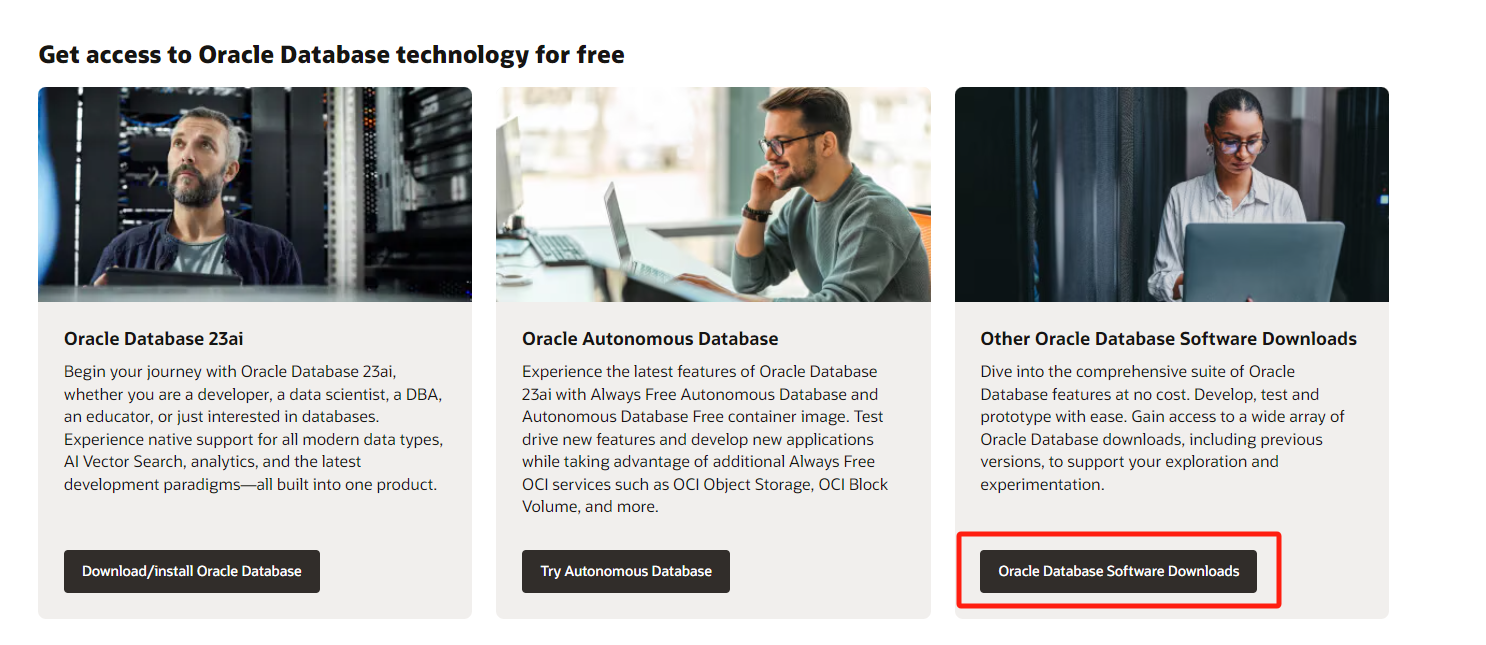 Get access to Oracle Database technology for free
Oracle Database 23ai
Begin your journey with Oracle Database 23ai,
whether you are a developer, a data scientist, a DBA,
an educator, or just interested in databases.
Experience native support for all modern data types,
AI Vector Search, analytics, and the latest
development paradigms—all built into one product.
Download/install Oracle Database
Oracle Autonomous Database
Experience the latest features of Oracle Database
23ai with Always Free Autonomous Database and
Autonomous Database Free container image. Test
drive new features and develop new applications
while taking advantage of additional Always Free
OCI services such as OCI Object Storage, OCI Block
Volume, and more.
Try Autonomous Database
Other Oracle Database Software Downloads
Dive into the comprehensive suite of Oracle
Database features at no cost. Develop, test and
prototype with ease. Gain access to a wide array of
Oracle Database downloads, including previous
versions, to support your exploration and
experimentation.
Oracle Database Software Downloads